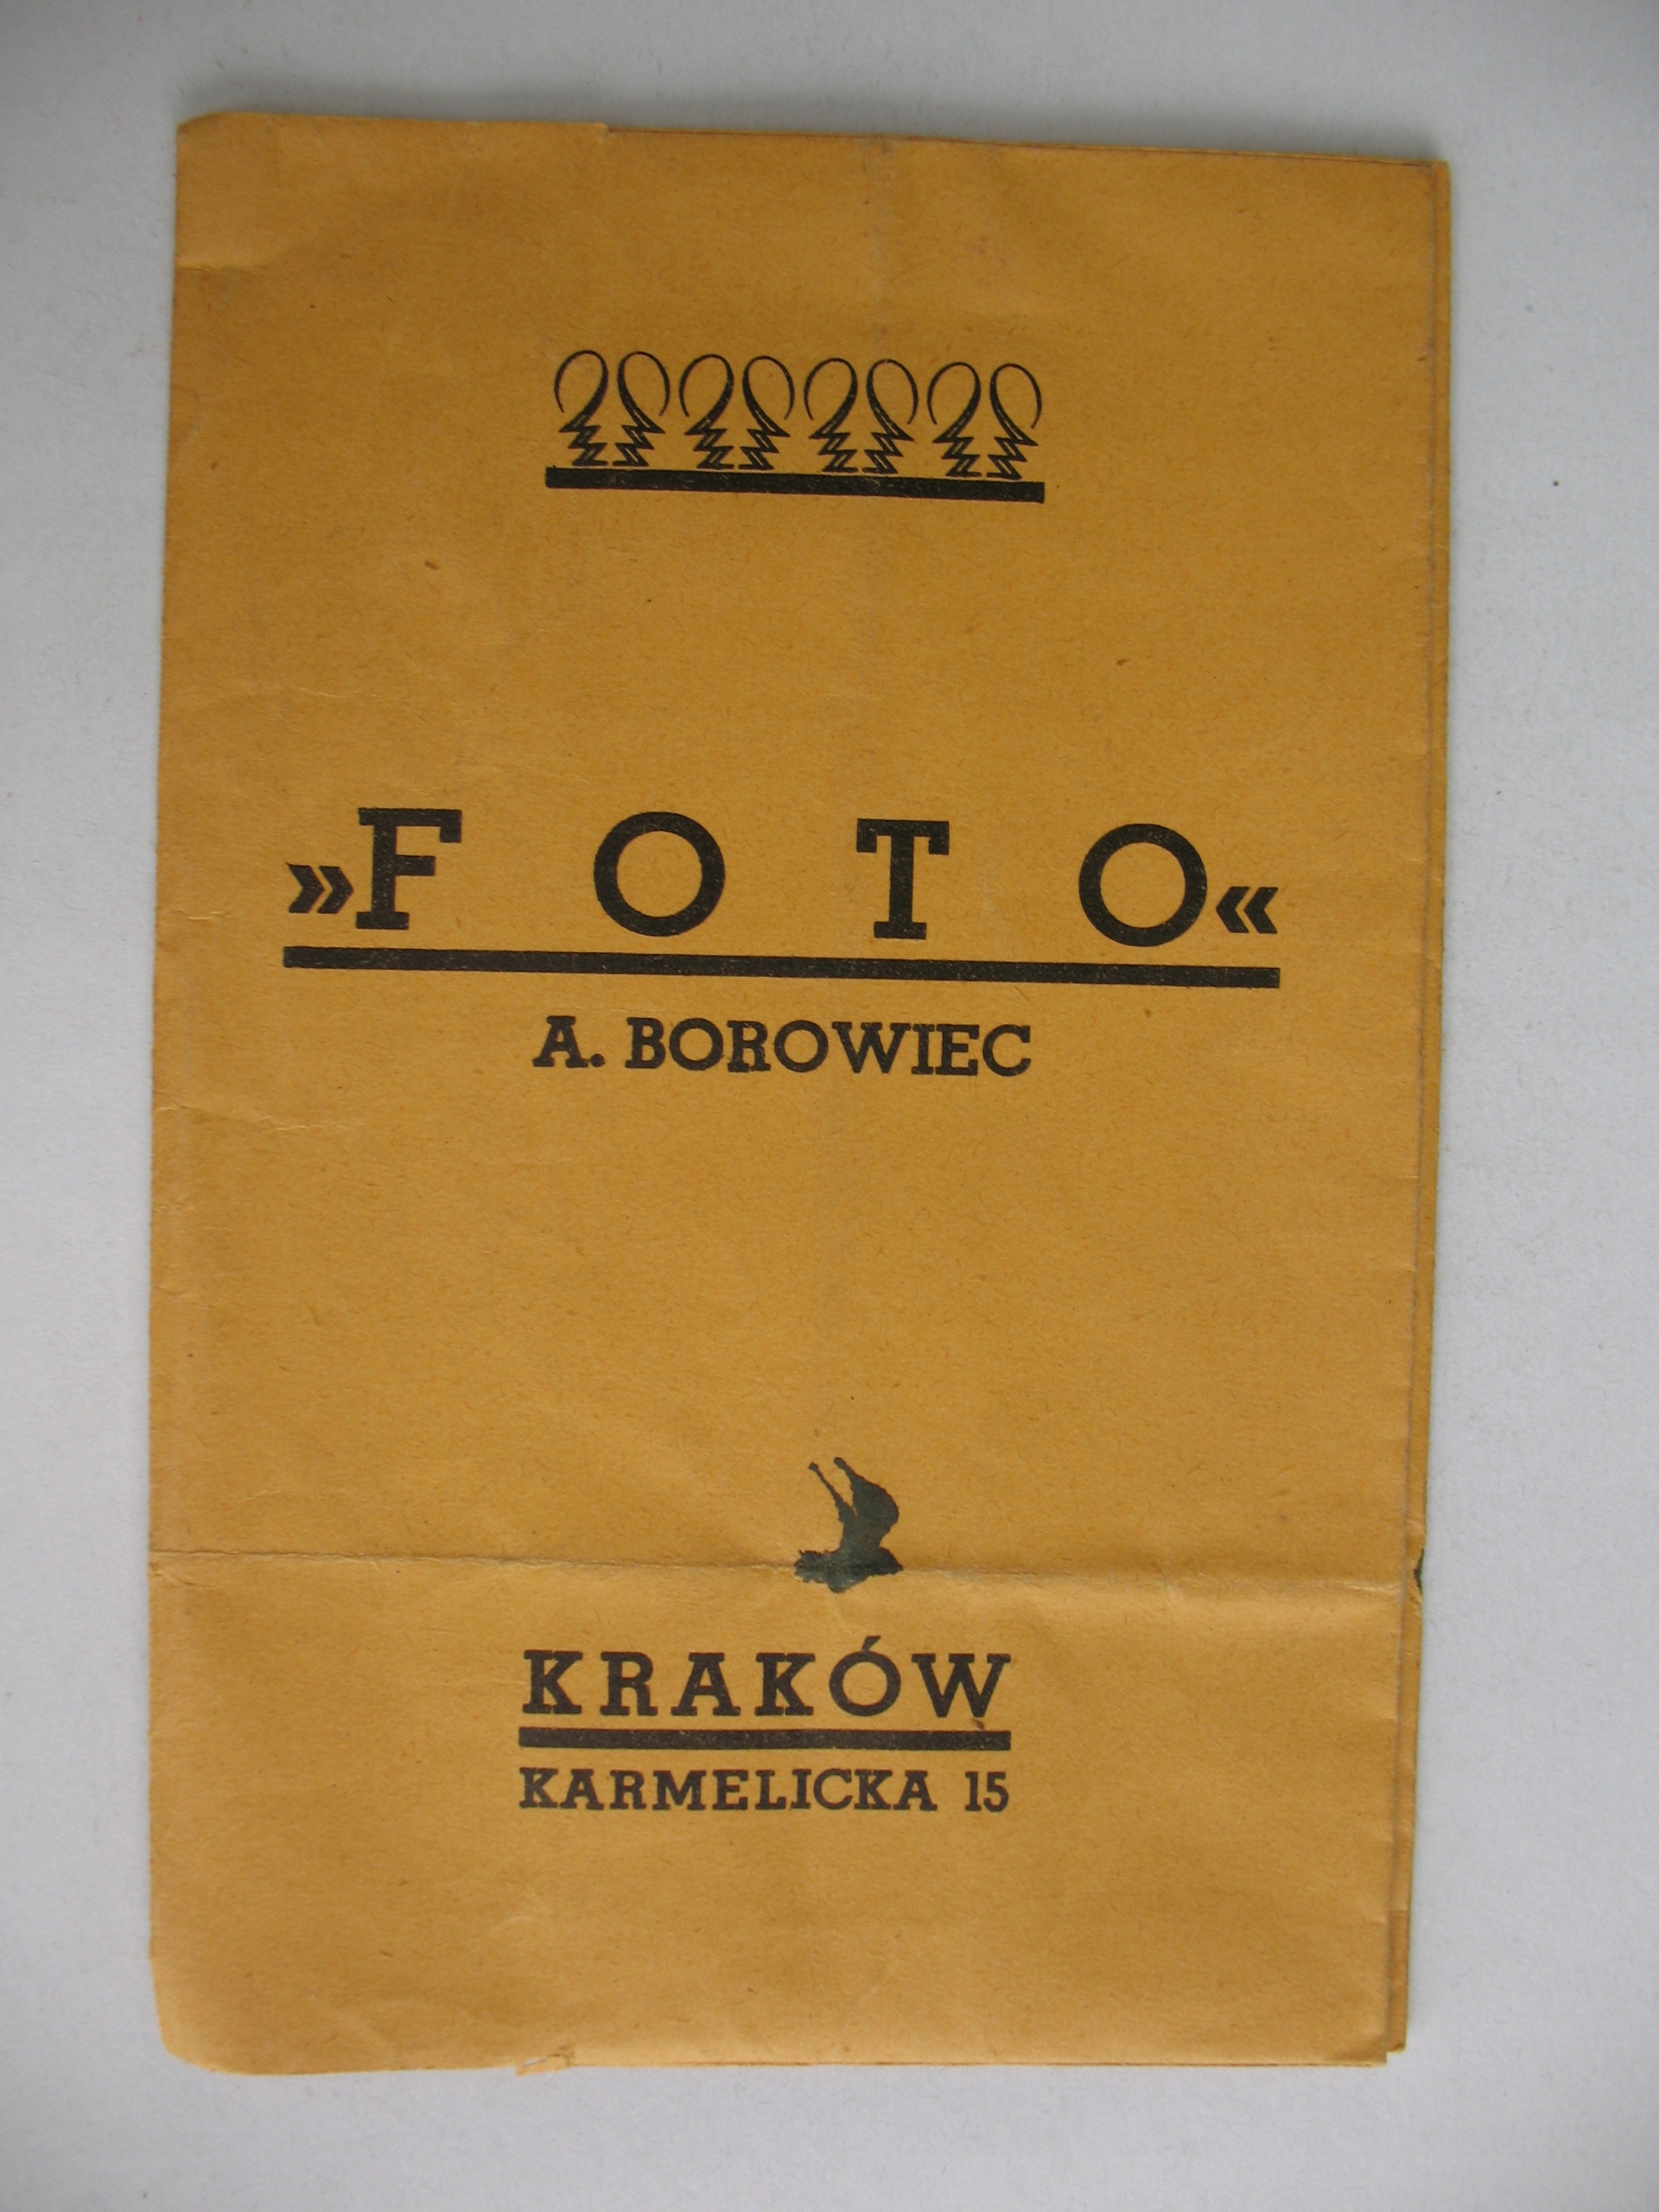 »FOTO«
A. BOROWIEC
KRAKÓW
KARMELICKA 15